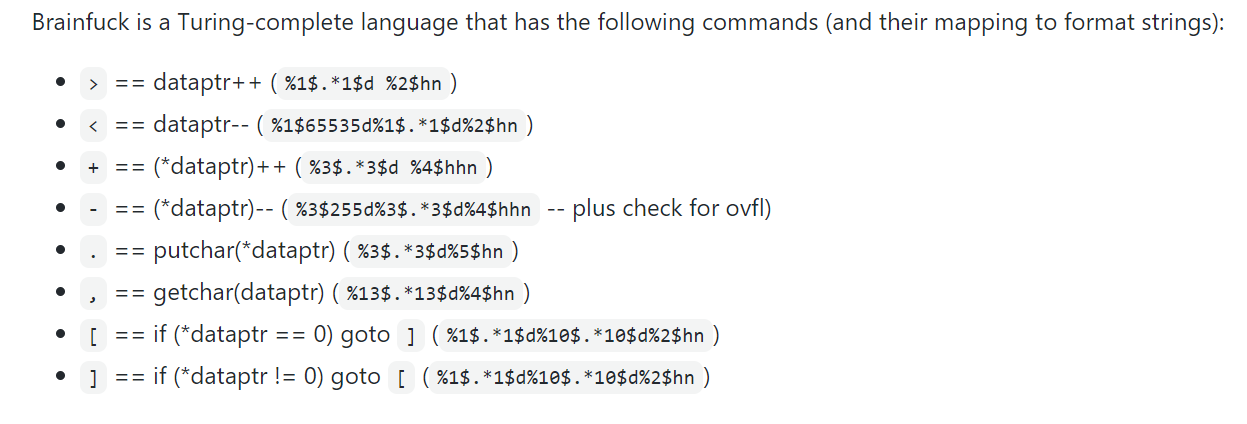 Brainfuck is a Turing-complete language that has the following commands (and their mapping to format strings):
• > == dataptr++ ( %1$.*1$d %2$hn )
• < == dataptr-- ( %1$65535d%1$.*1$d%2$hn )
• + == (*dataptr)++ ( %3$.*3$d %4$hhn )
• - == (*dataptr)-- ( %3$255d%3$.*3$d%4$hhn -- plus check for ovfl)
• . == putchar(*dataptr) ( %3$.*3$d%5$hn )
• , == getchar(dataptr) ( %13$.*13$d%4$hn )
• [ == if (*dataptr == 0) goto ] ( %1$.*1$d%10$.*10$d%2$hn )
• ] == if (*dataptr != 0) goto [ ( %1$.*1$d%10$.*10$d%2$hn )